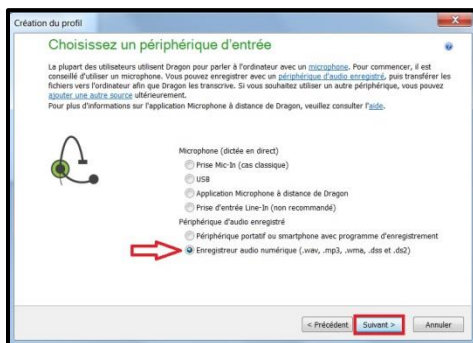 Création du profil
Choisissez un périphérique d'entrée
La plupart des utilisateurs utilisent Dragon pour parler à l'ordinateur avec un microphone. Pour commencer, il est
conseillé d'utiliser un microphone. Vous pouvez enregistrer avec un périphérique d'audio enregistré, puis transférer les
fichiers vers l'ordinateur afin que Dragon les transcrive. Si vous souhaitez utiliser un autre périphérique, vous pouvez
ajouter une autre source ultérieurement.
Pour plus d'informations sur l'application Microphone à distance de Dragon, veuillez consulter l'aide.
Microphone (dictée en direct)
Prise Mic-In (cas classique)
USB
Application Microphone à distance de Dragon
Prise d'entrée Line-In (non recommandé)
Périphérique d'audio enregistré
Périphérique portatif ou smartphone avec programme d'enregistrement
Enregistreur audio numérique (.wav, .mp3, .wma, .dss et .ds2)
< Précédent Suivant > Annuler